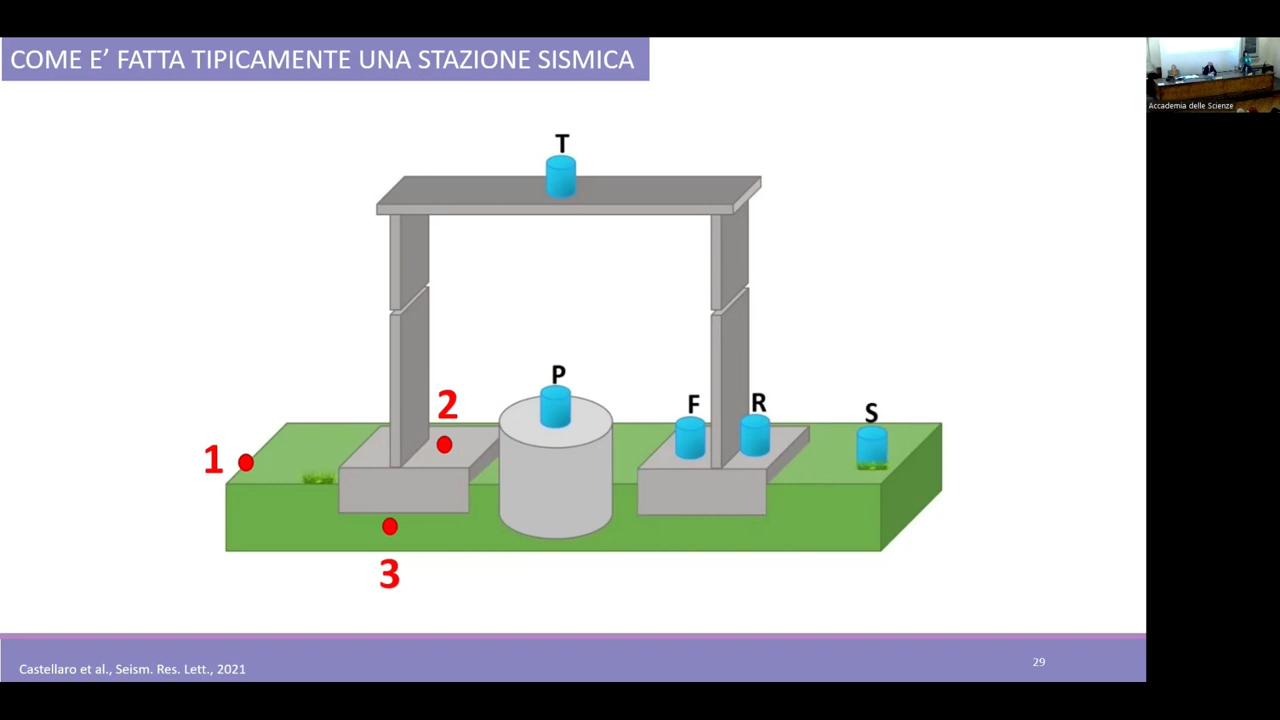 COME E’ FATTA TIPICAMENTE UNA STAZIONE SISMICA
Accademia delle Scienze
T
P
F
R
S
2
1
3
Castellaro et al., Seism. Res. Lett., 2021
29